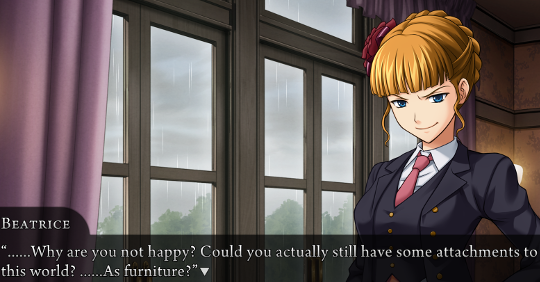 Beatrice
“......Why are you not happy? Could you actually still have some attachments to
this world? ......As furniture?”▼